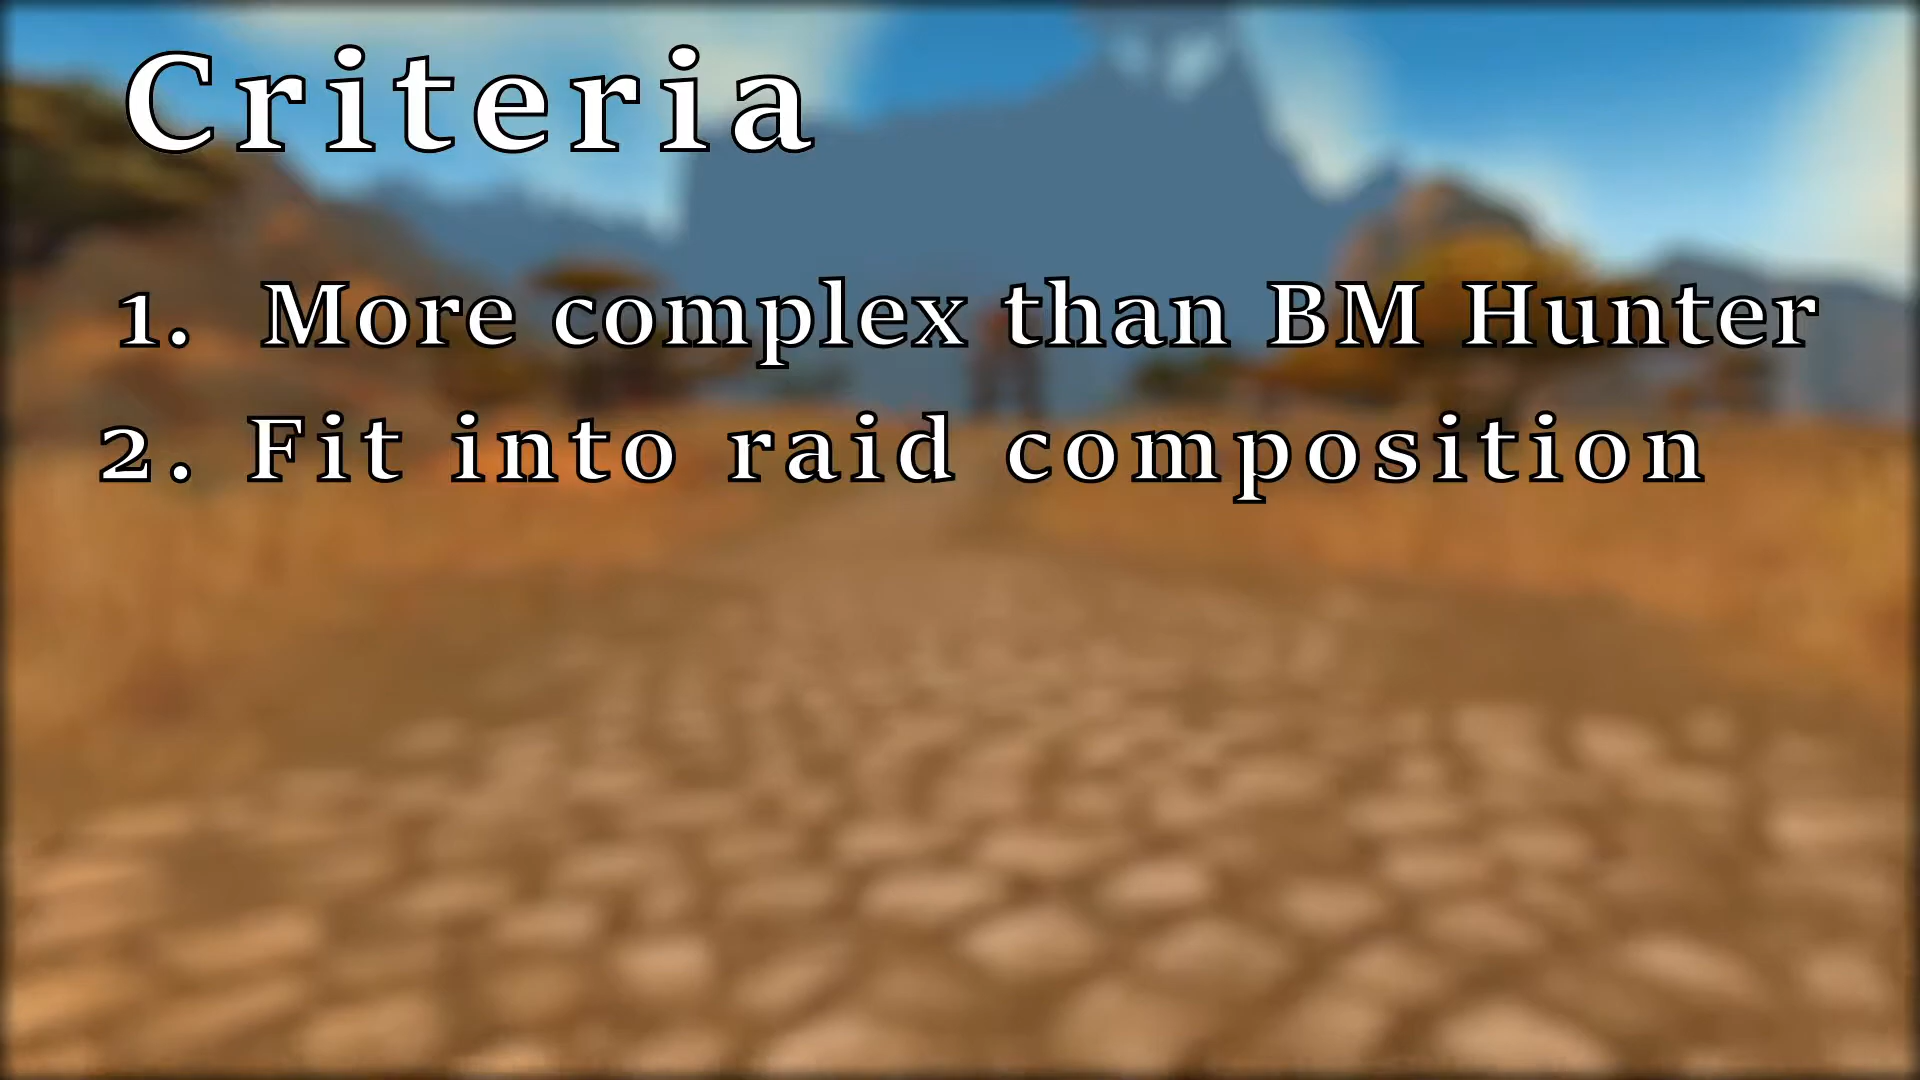 Criteria
1. More complex than BM Hunter
2. Fit into raid composition